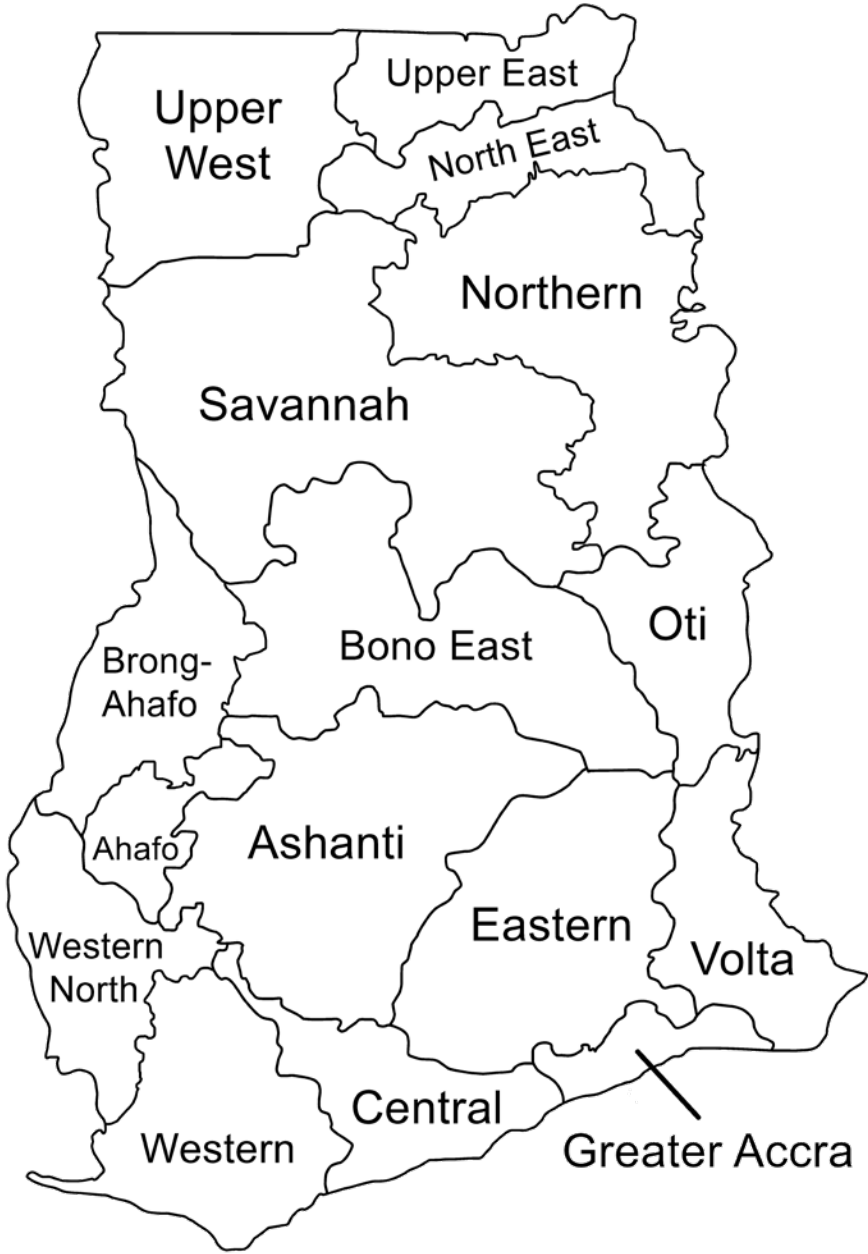 Upper East
Upper
West
North East
Northern
Savannah
Oti
Bono East
Brong-
Ahafo
Ashanti
Ahafo
Eastern
Western
North
Volta
Central
Western
Greater Accra